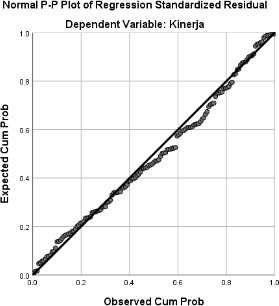 Normal P-P Plot of Regression Standardized Residual
Dependent Variable: Kinerja
1.0
0.8
0.6
0.4
0.2
0.0
Expected Cum Prob
0.0 0.2 0.4 0.6 0.8 1.0
Observed Cum Prob